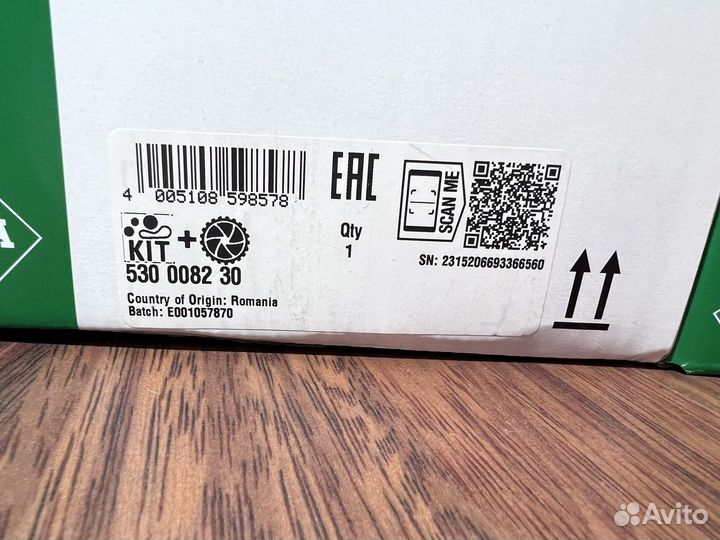 EAC
SCAN ME
4 005108 598578
Qty
1
KIT +
SN: 2315206693366560
530 0082 30
Country of Origin: Romania
Batch: E001057870
A
Avito